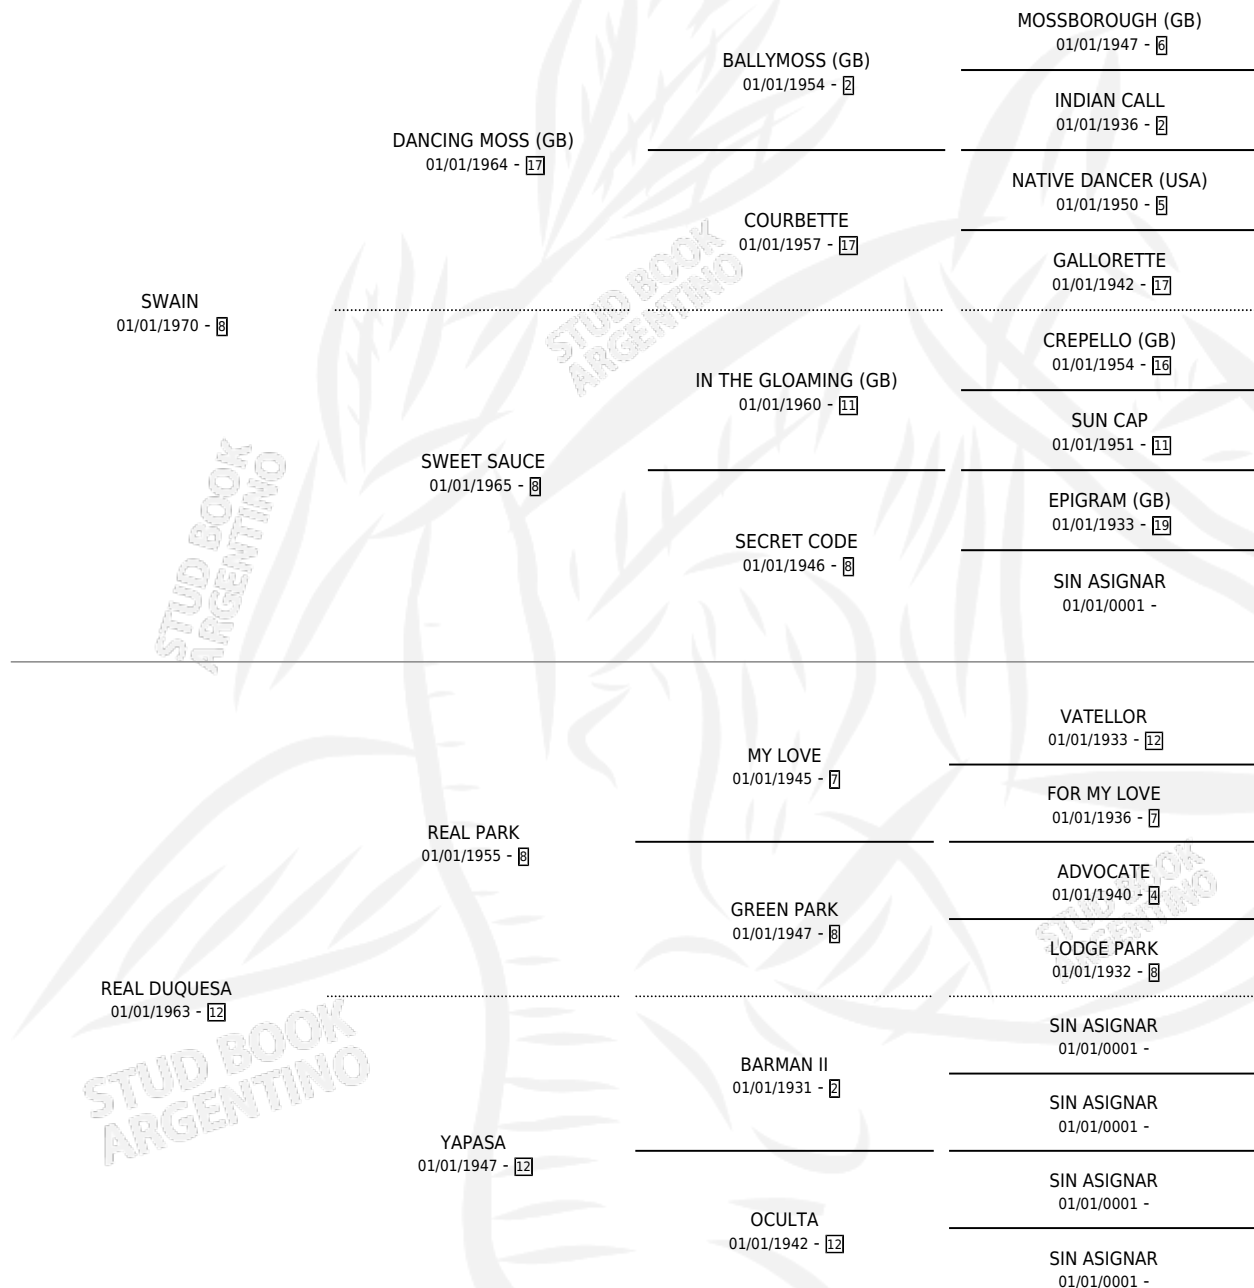 MOSSBOROUGH (GB)
01/01/1947 - 6
BALLYMOSS (GB)
01/01/1954 - 2
INDIAN CALL
01/01/1936 - 2
DANCING MOSS (GB)
01/01/1964 - 17
NATIVE DANCER (USA)
01/01/1950 - 5
COURBETTE
01/01/1957 - 17
GALLORETTE
01/01/1942 - 17
SWAIN
01/01/1970 - 8
CREPELLO (GB)
01/01/1954 - 16
IN THE GLOAMING (GB)
01/01/1960 - 11
SUN CAP
01/01/1951 - 11
SWEET SAUCE
01/01/1965 - 8
EPIGRAM (GB)
01/01/1933 - 19
SECRET CODE
01/01/1946 - 8
SIN ASIGNAR
01/01/0001 -
VATELLOR
01/01/1933 - 12
MY LOVE
01/01/1945 - 7
FOR MY LOVE
01/01/1936 - 7
REAL PARK
01/01/1955 - 8
ADVOCATE
01/01/1940 - 4
GREEN PARK
01/01/1947 - 8
LODGE PARK
01/01/1932 - 8
REAL DUQUESA
01/01/1963 - 12
SIN ASIGNAR
01/01/0001 -
BARMAN II
01/01/1931 - 2
SIN ASIGNAR
01/01/0001 -
YAPASA
01/01/1947 - 12
SIN ASIGNAR
01/01/0001 -
OCULTA
01/01/1942 - 12
SIN ASIGNAR
01/01/0001 -
STUD BOOK
ARGENTINO
STUD BOOK
ARGENTINO
STUD BOOK
ARGENTINO
STUD BOOK
ARGENTINO